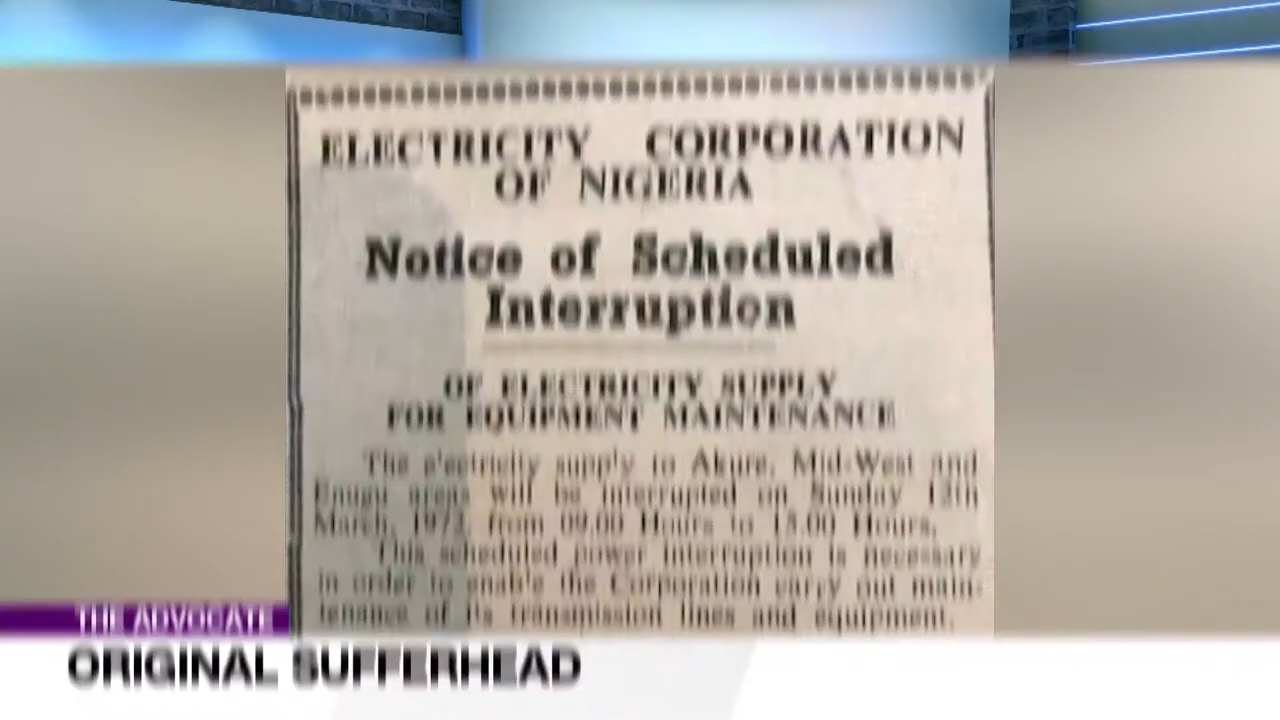 ELECTRICITY CORPORATION
OF NIGERIA
Notice of Scheduled
Interruption
OF ELECTRICITY SUPPLY
FOR EQUIPMENT MAINTENANCE
The electricity supply to Akure, Mid-West and
Enugu areas will be interrupted on Sunday 12th
March, from 09.00 Hours to Hours.
This scheduled power interruption is necessary
in order to enable the Corporation carry out main-
tenance of its transmission lines and equipment.
THE ADVOCATE
ORIGINAL SUFFERHEAD